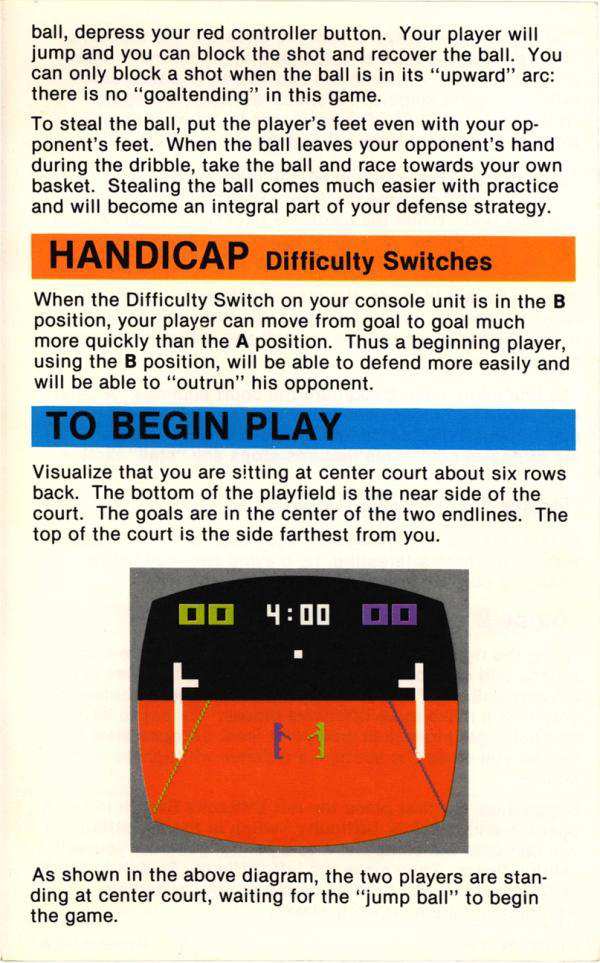 ball, depress your red controller button. Your player will
jump and you can block the shot and recover the ball. You
can only block a shot when the ball is in its "upward" arc:
there is no "goaltending" in this game.
To steal the ball, put the player's feet even with your op-
ponent's feet. When the ball leaves your opponent's hand
during the dribble, take the ball and race towards your own
basket. Stealing the ball comes much easier with practice
and will become an integral part of your defense strategy.
HANDICAP Difficulty Switches
When the Difficulty Switch on your console unit is in the B
position, your player can move from goal to goal much
more quickly than the A position. Thus a beginning player,
using the B position, will be able to defend more easily and
will be able to "outrun" his opponent.
TO BEGIN PLAY
Visualize that you are sitting at center court about six rows
back. The bottom of the playfield is the near side of the
court. The goals are in the center of the two endlines. The
top of the court is the side farthest from you.
00 4:00 00
As shown in the above diagram, the two players are stan-
ding at center court, waiting for the "jump ball" to begin
the game.